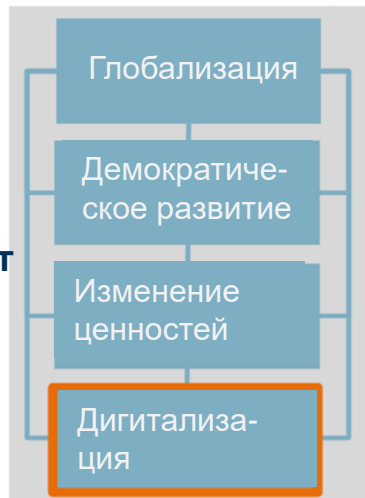 Глобализация
Демократиче-
ское развитие
т
Изменение
ценностей
Дигитализа-
ция